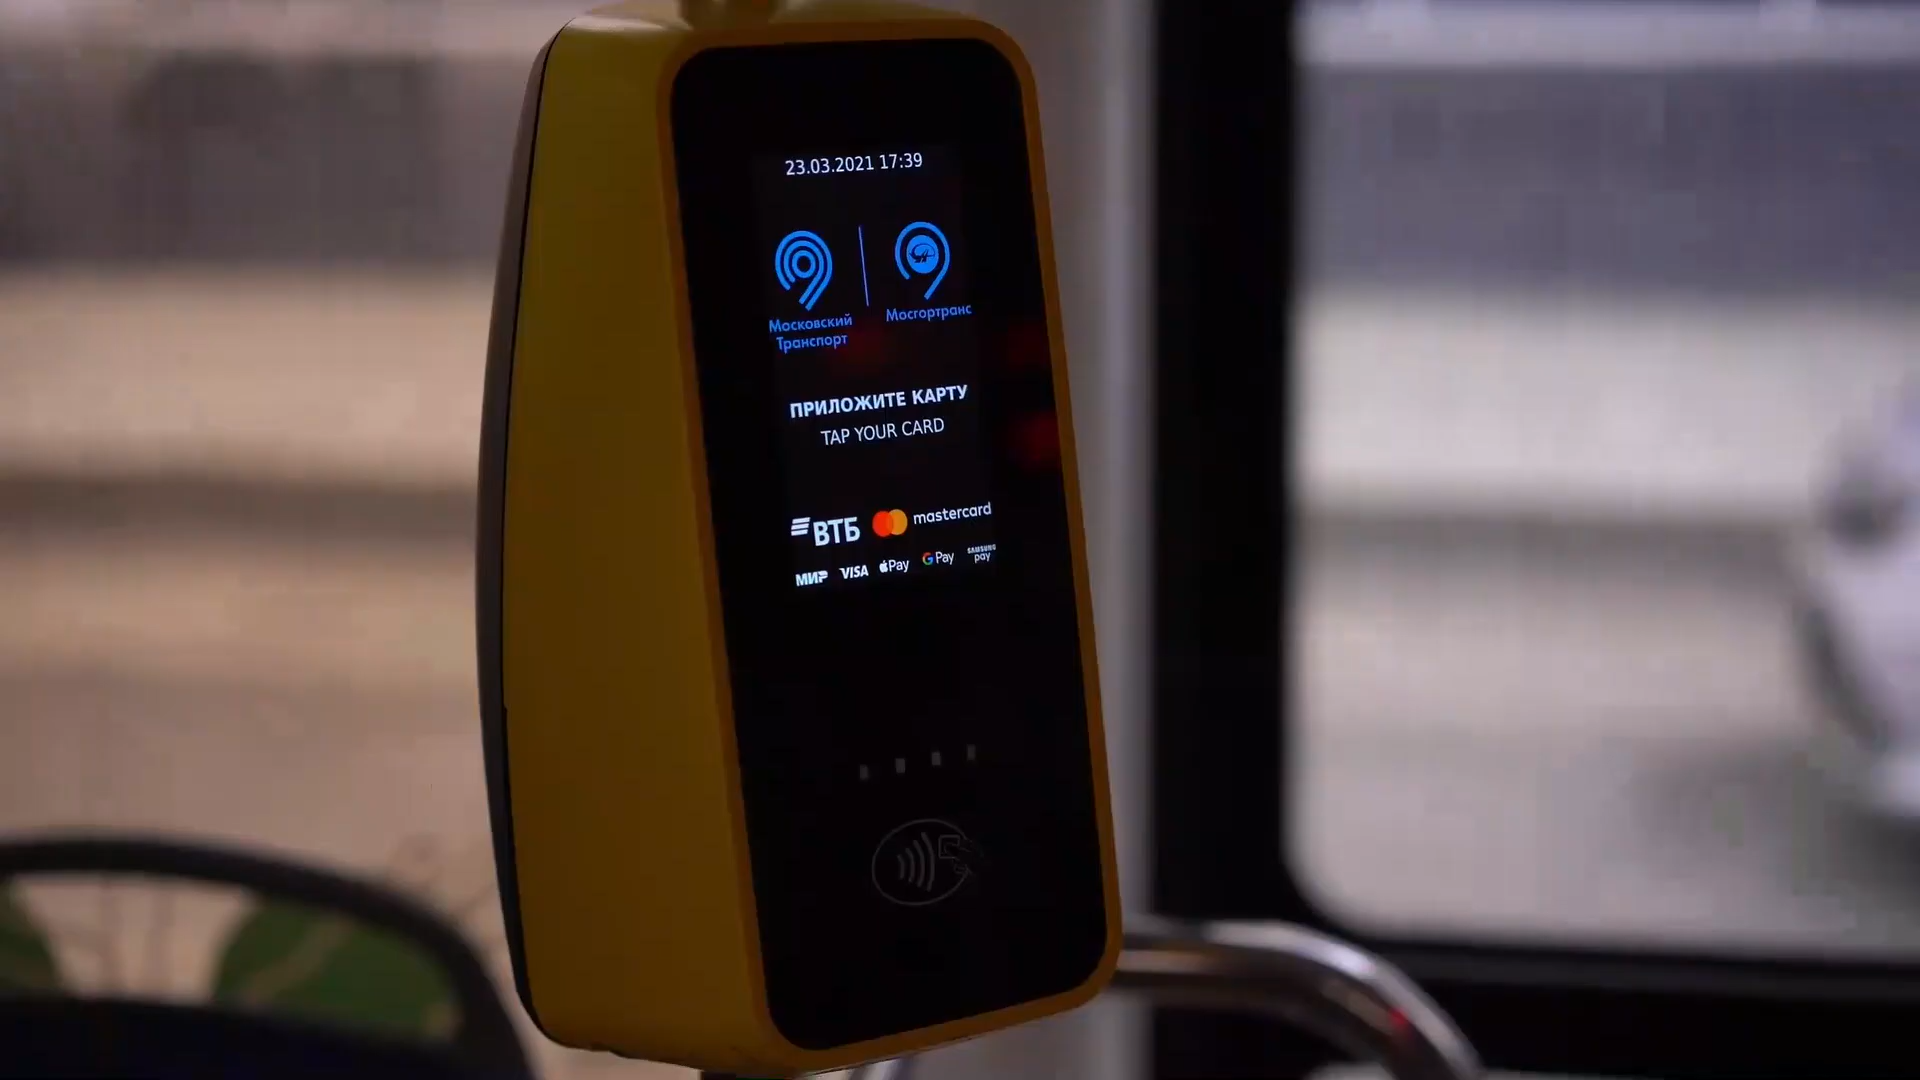 23.03.2021 17:39
Московский
Транспорт
Мосгортранс
ПРИЛОЖИТЕ КАРТУ
TAP YOUR CARD
ВТБ mastercard
МИР VISA Pay G Pay SAMSUNG pay